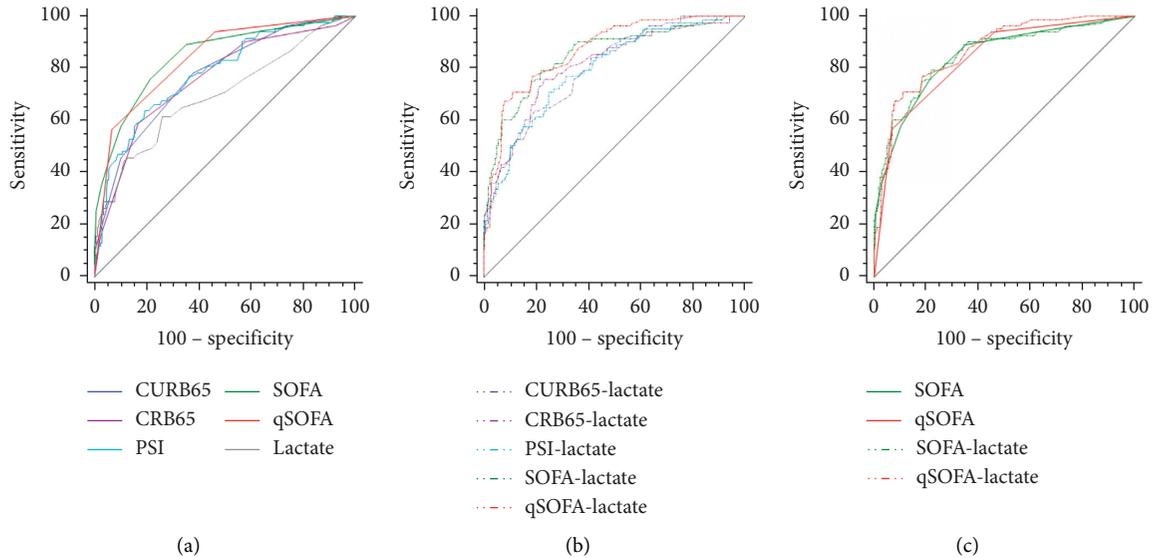 100
80
60
40
20
0
Sensitivity
0 20 40 60 80 100
100 – specificity
CURB65 SOFA
CRB65 qSOFA
PSI Lactate
(a)
100
80
60
40
20
0
Sensitivity
0 20 40 60 80 100
100 – specificity
CURB65-lactate
CRB65-lactate
PSI-lactate
SOFA-lactate
qSOFA-lactate
(b)
100
80
60
40
20
0
Sensitivity
0 20 40 60 80 100
100 – specificity
SOFA
qSOFA
SOFA-lactate
qSOFA-lactate
(c)